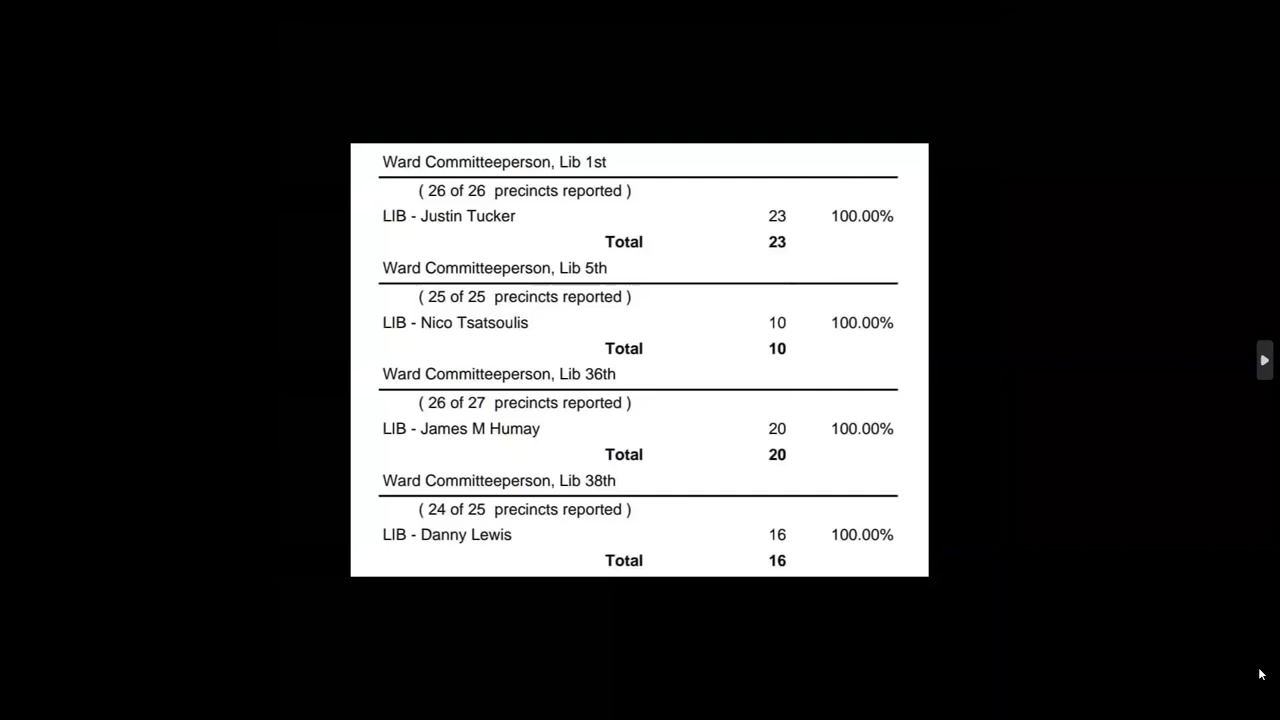 Ward Committeeperson, Lib 1st
( 26 of 26 precincts reported )
LIB - Justin Tucker 23 100.00%
Total 23
Ward Committeeperson, Lib 5th
( 25 of 25 precincts reported )
LIB - Nico Tsatsoulis 10 100.00%
Total 10
Ward Committeeperson, Lib 36th
( 26 of 27 precincts reported )
LIB - James M Humay 20 100.00%
Total 20
Ward Committeeperson, Lib 38th
( 24 of 25 precincts reported )
LIB - Danny Lewis 16 100.00%
Total 16